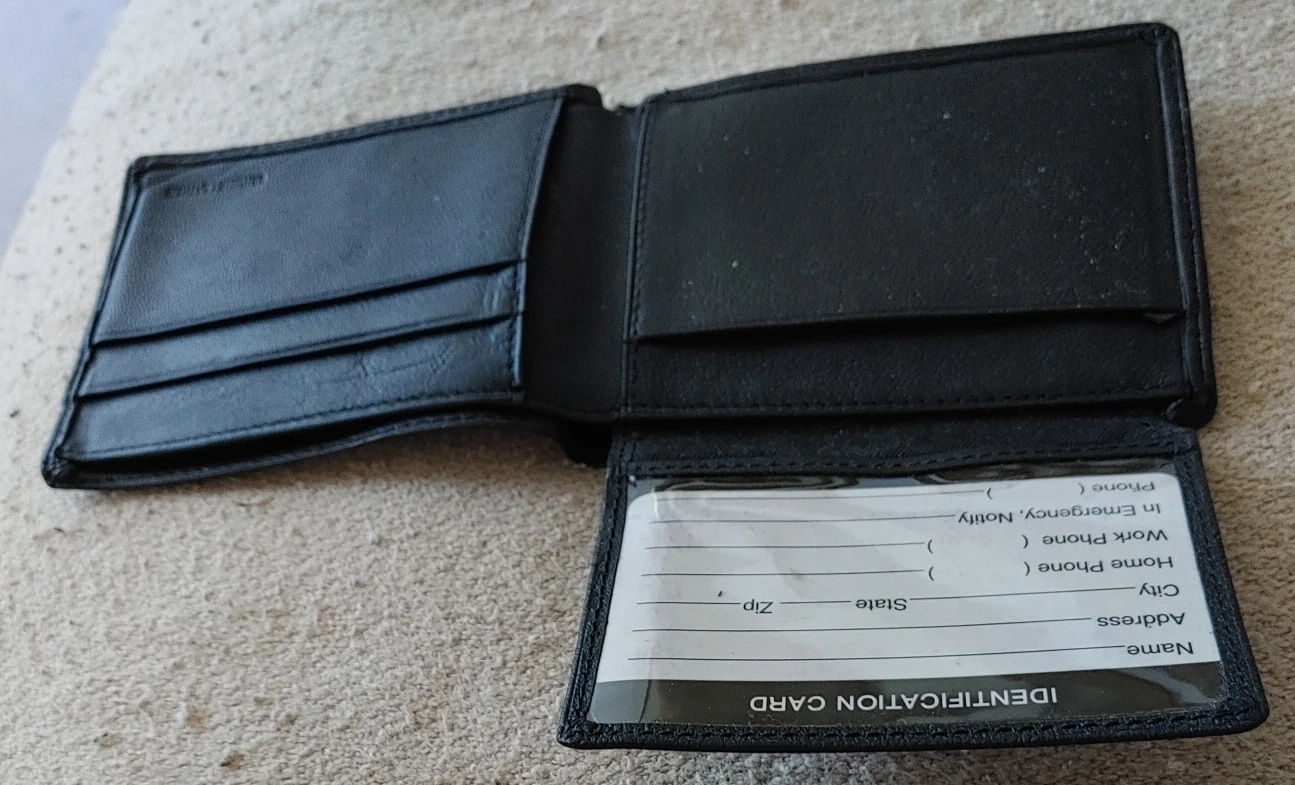 IDENTIFICATION CARD
Name
Address
City State Zip
Home Phone ( )
Work Phone ( )
In Emergency, Notify
Phone ( )